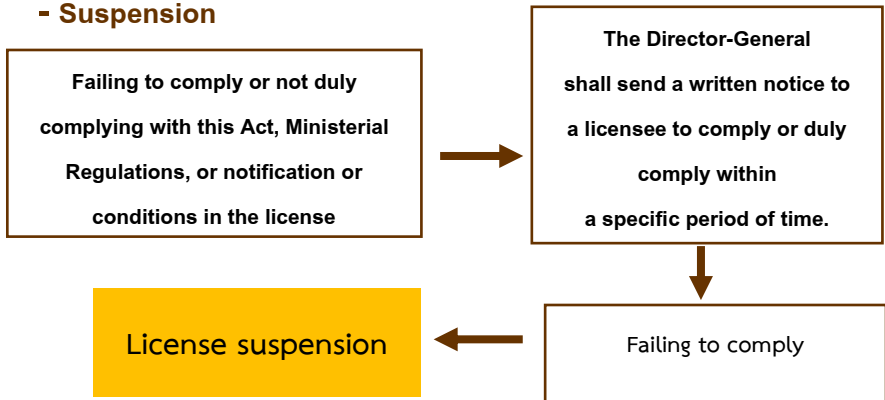 - Suspension
Failing to comply or not duly
complying with this Act, Ministerial
Regulations, or notification or
conditions in the license
The Director-General
shall send a written notice to
a licensee to comply or duly
comply within
a specific period of time.
Failing to comply
License suspension